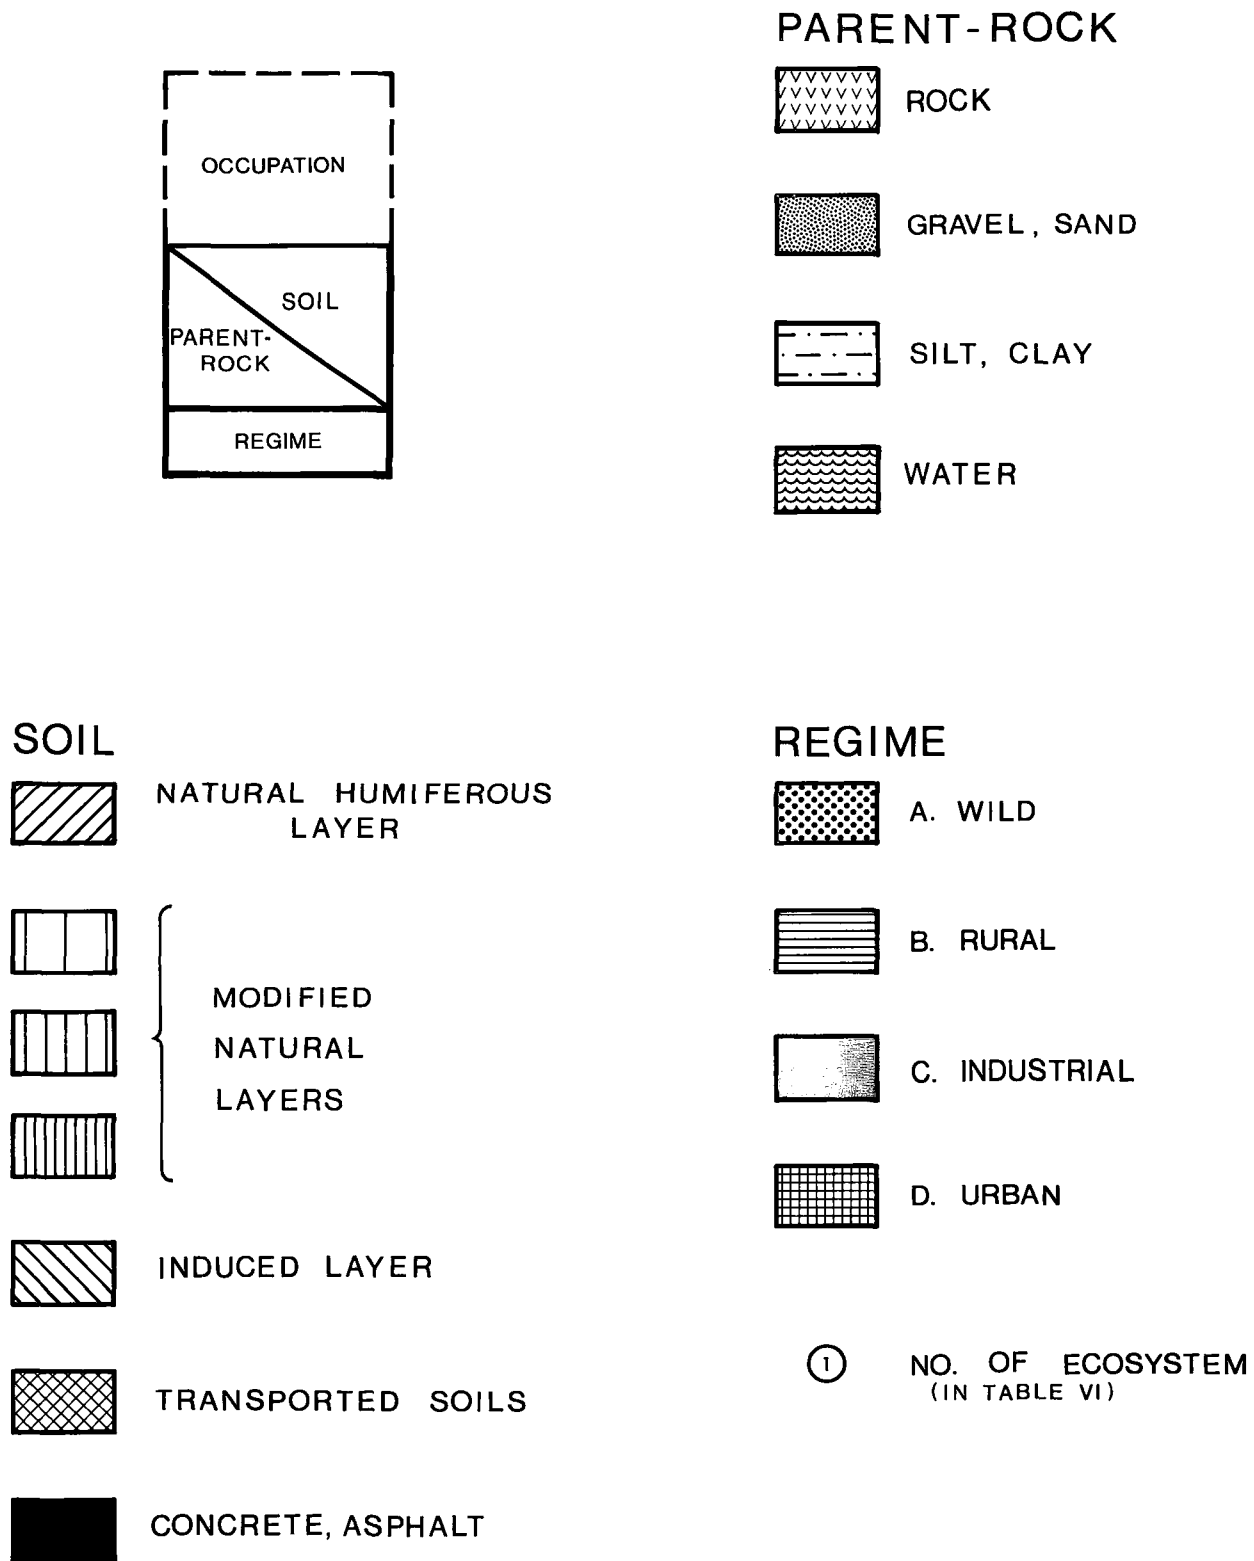 OCCUPATION
SOIL
PARENT-
ROCK
REGIME
PARENT-ROCK
ROCK
GRAVEL, SAND
SILT, CLAY
WATER
SOIL
NATURAL HUMIFEROUS
LAYER
MODIFIED
NATURAL
LAYERS
INDUCED LAYER
TRANSPORTED SOILS
CONCRETE, ASPHALT
REGIME
A. WILD
B. RURAL
C. INDUSTRIAL
D. URBAN
1 NO. OF ECOSYSTEM
(IN TABLE VI)